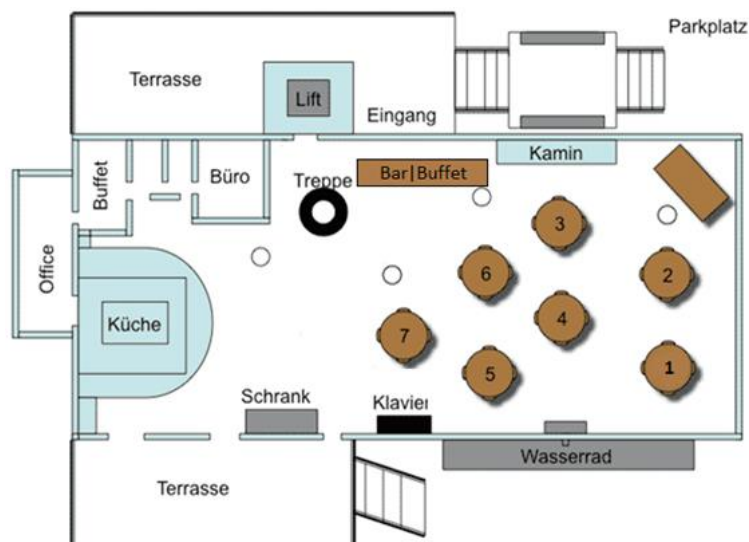 Parkplatz
Terrasse
Lift
Eingang
Kamin
Buffet
Büro
Treppe
Bar|Buffet
3
Office
6
2
Küche
4
7
5
1
Schrank
Klavier
Wasserrad
Terrasse